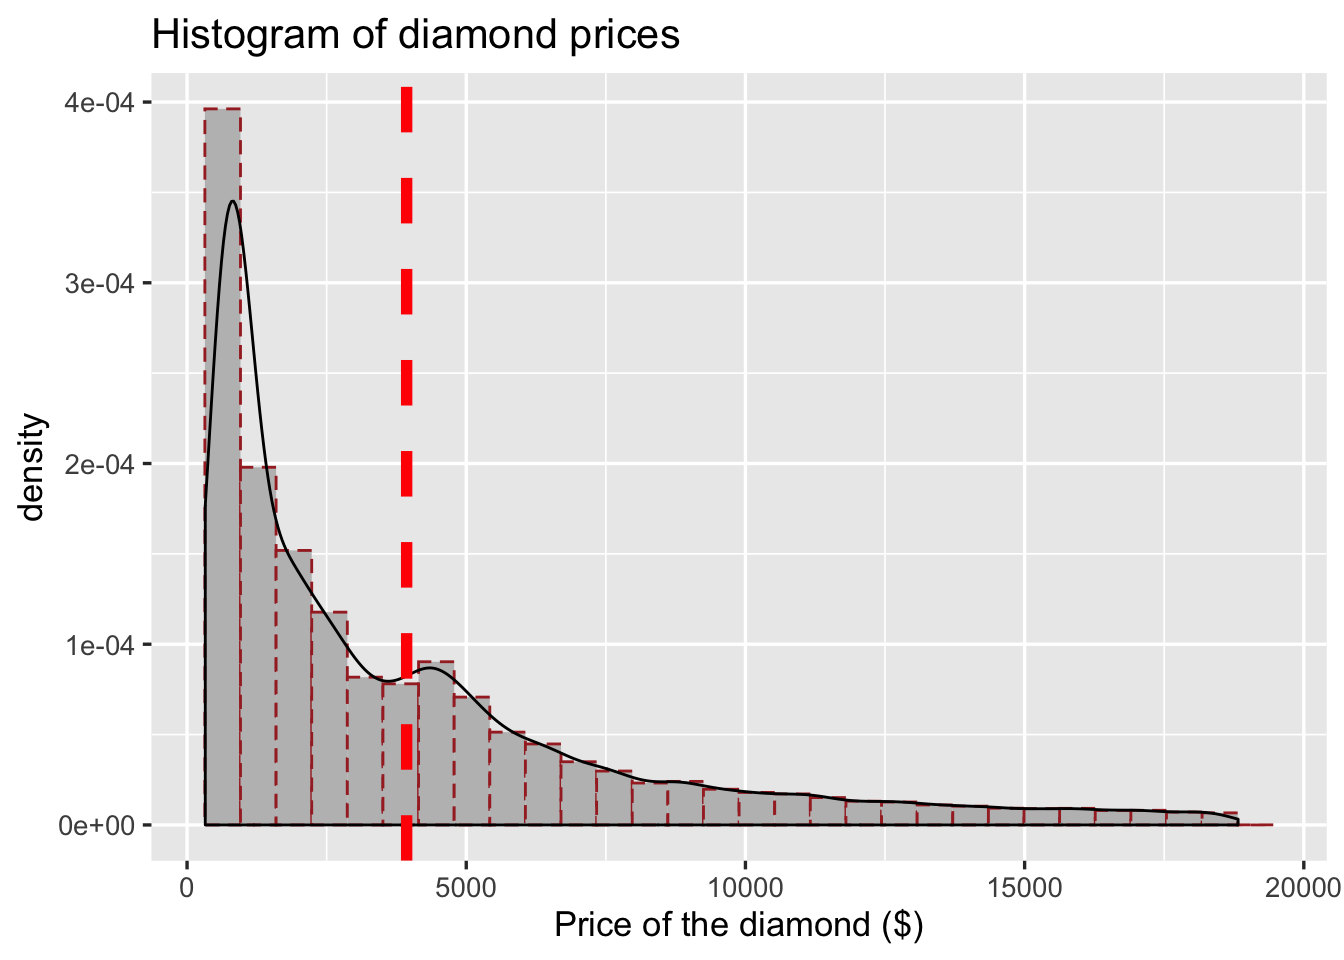 Histogram of diamond prices
4e-04
3e-04
2e-04
1e-04
0e+00
density
0 5000 10000 15000 20000
Price of the diamond ($)